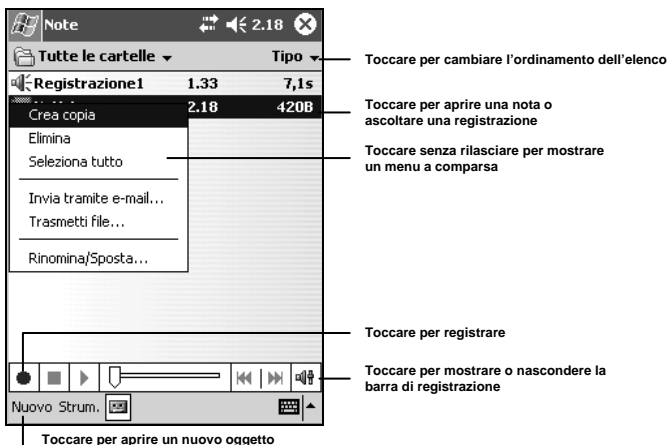 Note 2.18
Tutte le cartelle Tipo
Toccare per cambiare l'ordinamento dell'elenco
Registrazione1 1.33 7,1s
2.18 420B
Toccare per aprire una nota o
ascoltare una registrazione
Crea copia
Elimina
Seleziona tutto
Toccare senza rilasciare per mostrare
un menu a comparsa
Invia tramite e-mail...
Trasmetti file...
Rinomina/Sposta...
Toccare per registrare
Toccare per mostrare o nascondere la
barra di registrazione
Nuovo Strum.
Toccare per aprire un nuovo oggetto